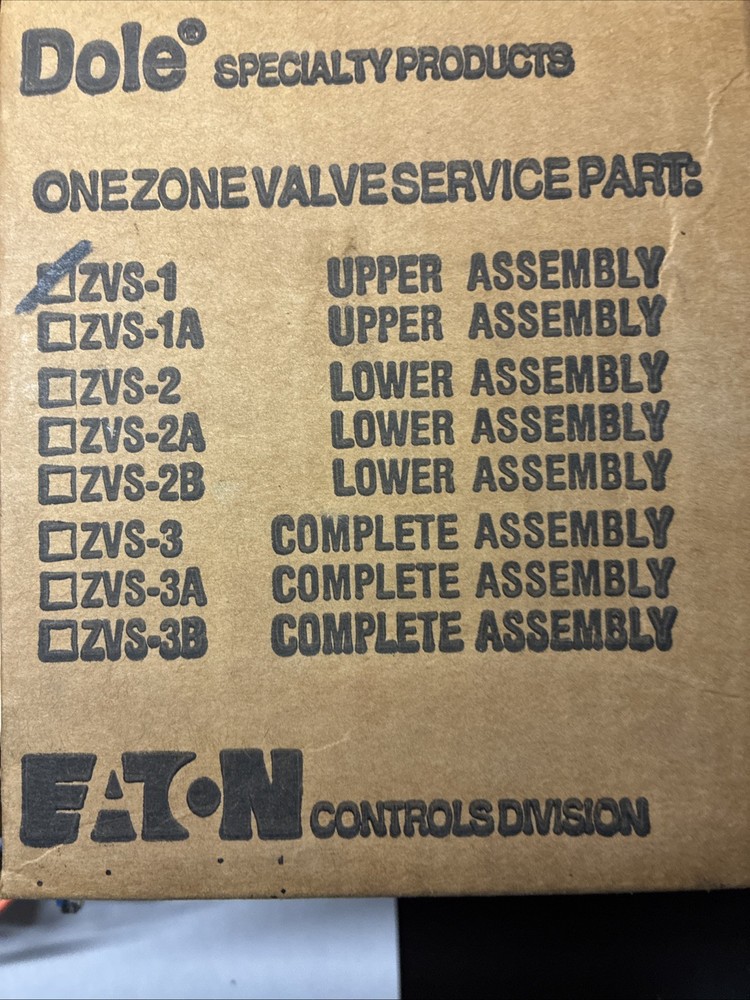 Dole® SPECIALTY PRODUCTS
ONE ZONE VALVE SERVICE PART:
ZVS-1 UPPER ASSEMBLY
ZVS-1A UPPER ASSEMBLY
ZVS-2 LOWER ASSEMBLY
ZVS-2A LOWER ASSEMBLY
ZVS-2B LOWER ASSEMBLY
ZVS-3 COMPLETE ASSEMBLY
ZVS-3A COMPLETE ASSEMBLY
ZVS-3B COMPLETE ASSEMBLY
EATON CONTROLS DIVISION